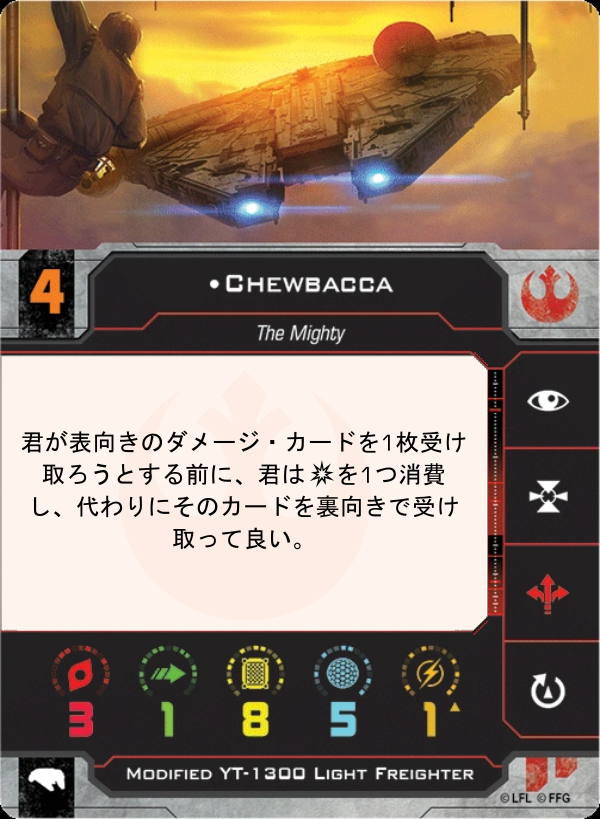 4
•Chewbacca
The Mighty
君が表向きのダメージ・カードを1枚受け
取ろうとする前に、君はを1つ消費
し、代わりにそのカードを裏向きで受け
取って良い。
3 1 8 5 1
Modified YT-1300 Light Freighter
©LFL ©FFG